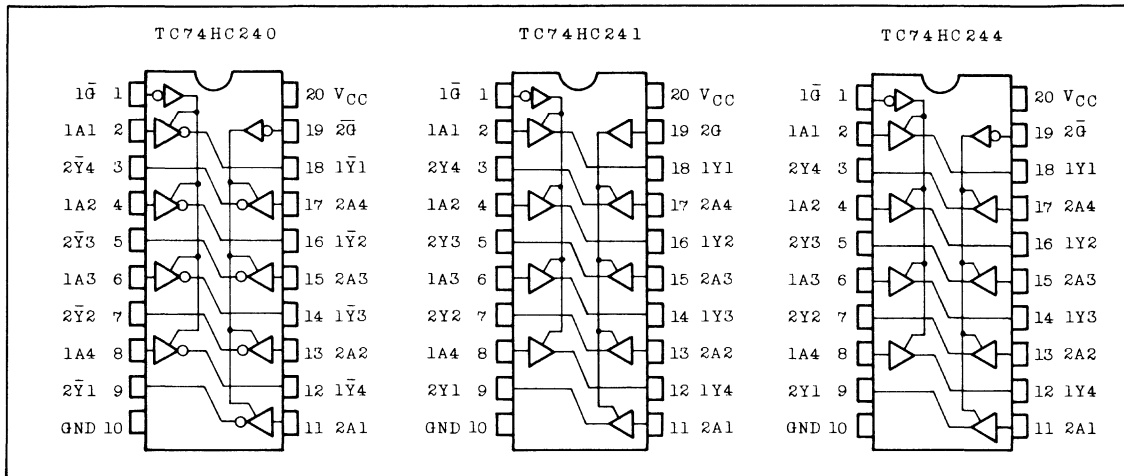 TC74HC240
1G̅ 1
1A1 2
2Y̅4 3
1A2 4
2Y̅3 5
1A3 6
2Y̅2 7
1A4 8
2Y̅1 9
GND 10
20 VCC
19 2G̅
18 1Y̅1
17 2A4
16 1Y̅2
15 2A3
14 1Y̅3
13 2A2
12 1Y̅4
11 2A1
TC74HC241
1G̅ 1
1A1 2
2Y4 3
1A2 4
2Y3 5
1A3 6
2Y2 7
1A4 8
2Y1 9
GND 10
20 VCC
19 2G
18 1Y1
17 2A4
16 1Y2
15 2A3
14 1Y3
13 2A2
12 1Y4
11 2A1
TC74HC244
1G̅ 1
1A1 2
2Y4 3
1A2 4
2Y3 5
1A3 6
2Y2 7
1A4 8
2Y1 9
GND 10
20 VCC
19 2G̅
18 1Y1
17 2A4
16 1Y2
15 2A3
14 1Y3
13 2A2
12 1Y4
11 2A1